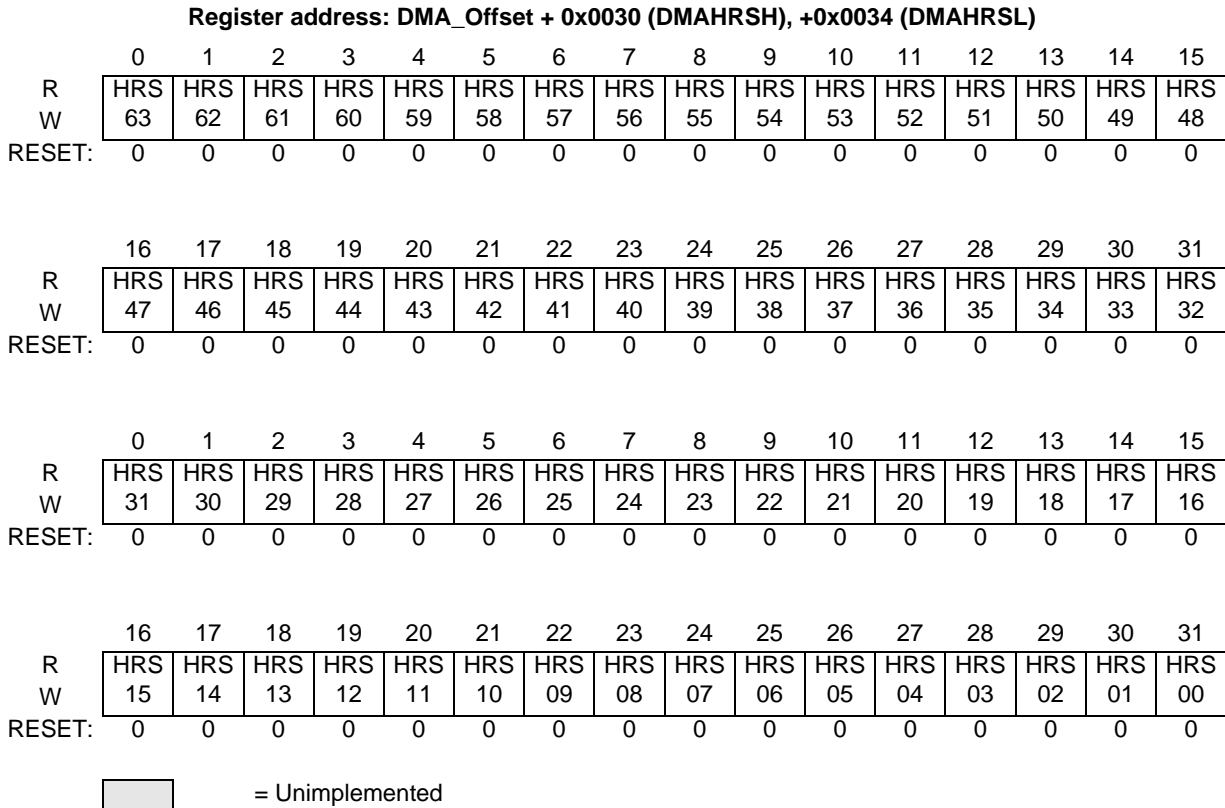 Register address: DMA_Offset + 0x0030 (DMAHRSH), +0x0034 (DMAHRSL)
0 1 2 3 4 5 6 7 8 9 10 11 12 13 14 15
R HRS HRS HRS HRS HRS HRS HRS HRS HRS HRS HRS HRS HRS HRS HRS HRS
W 63 62 61 60 59 58 57 56 55 54 53 52 51 50 49 48
RESET: 0 0 0 0 0 0 0 0 0 0 0 0 0 0 0 0
16 17 18 19 20 21 22 23 24 25 26 27 28 29 30 31
R HRS HRS HRS HRS HRS HRS HRS HRS HRS HRS HRS HRS HRS HRS HRS HRS
W 47 46 45 44 43 42 41 40 39 38 37 36 35 34 33 32
RESET: 0 0 0 0 0 0 0 0 0 0 0 0 0 0 0 0
0 1 2 3 4 5 6 7 8 9 10 11 12 13 14 15
R HRS HRS HRS HRS HRS HRS HRS HRS HRS HRS HRS HRS HRS HRS HRS HRS
W 31 30 29 28 27 26 25 24 23 22 21 20 19 18 17 16
RESET: 0 0 0 0 0 0 0 0 0 0 0 0 0 0 0 0
16 17 18 19 20 21 22 23 24 25 26 27 28 29 30 31
R HRS HRS HRS HRS HRS HRS HRS HRS HRS HRS HRS HRS HRS HRS HRS HRS
W 15 14 13 12 11 10 09 08 07 06 05 04 03 02 01 00
RESET: 0 0 0 0 0 0 0 0 0 0 0 0 0 0 0 0
= Unimplemented